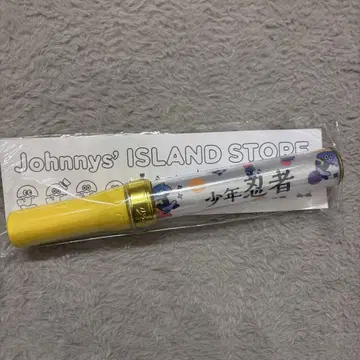 Johnnys' ISLAND STORE
少年忍者